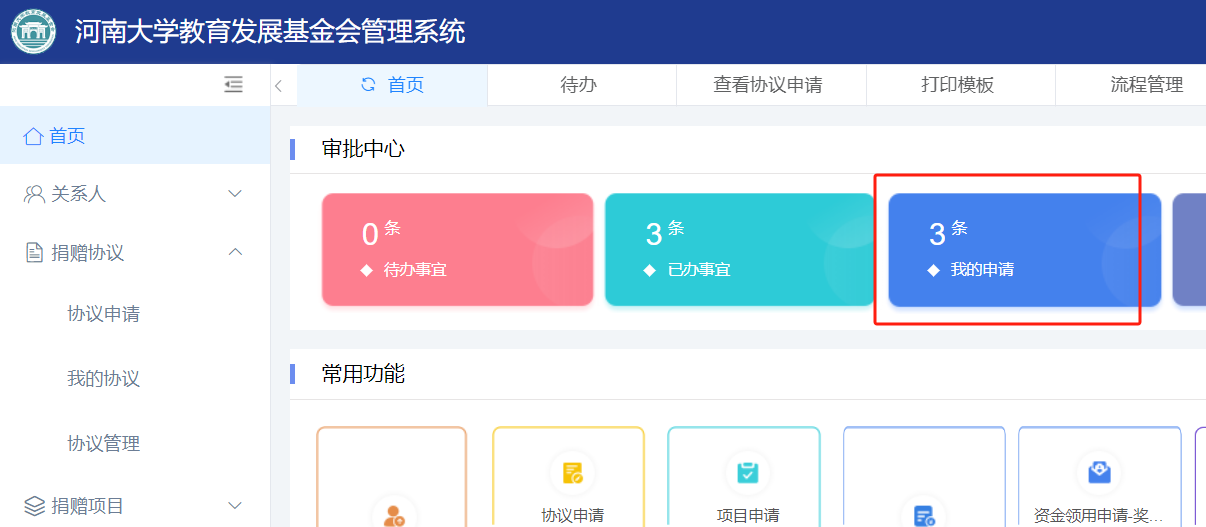 河南大学教育发展基金会管理系统
首页
待办
查看协议申请
打印模板
流程管理
首页
关系人
捐赠协议
协议申请
我的协议
协议管理
捐赠项目
审批中心
0 条
待办事宜
3 条
已办事宜
3 条
我的申请
常用功能
协议申请
项目申请
资金领用申请-奖...